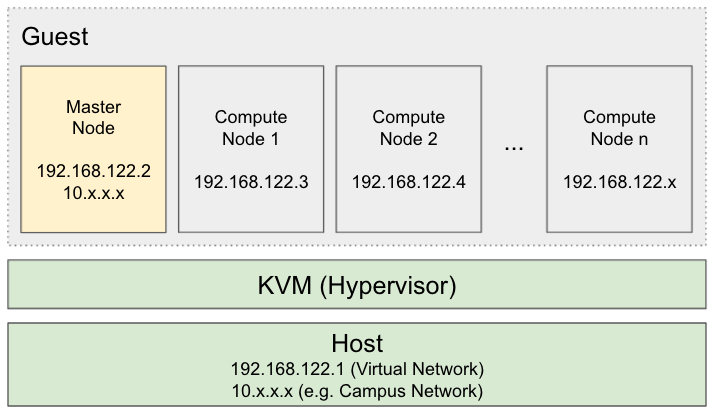 Guest
Master
Node
192.168.122.2
10.x.x.x
Compute
Node 1
192.168.122.3
Compute
Node 2
192.168.122.4
...
Compute
Node n
192.168.122.x
KVM (Hypervisor)
Host
192.168.122.1 (Virtual Network)
10.x.x.x (e.g. Campus Network)